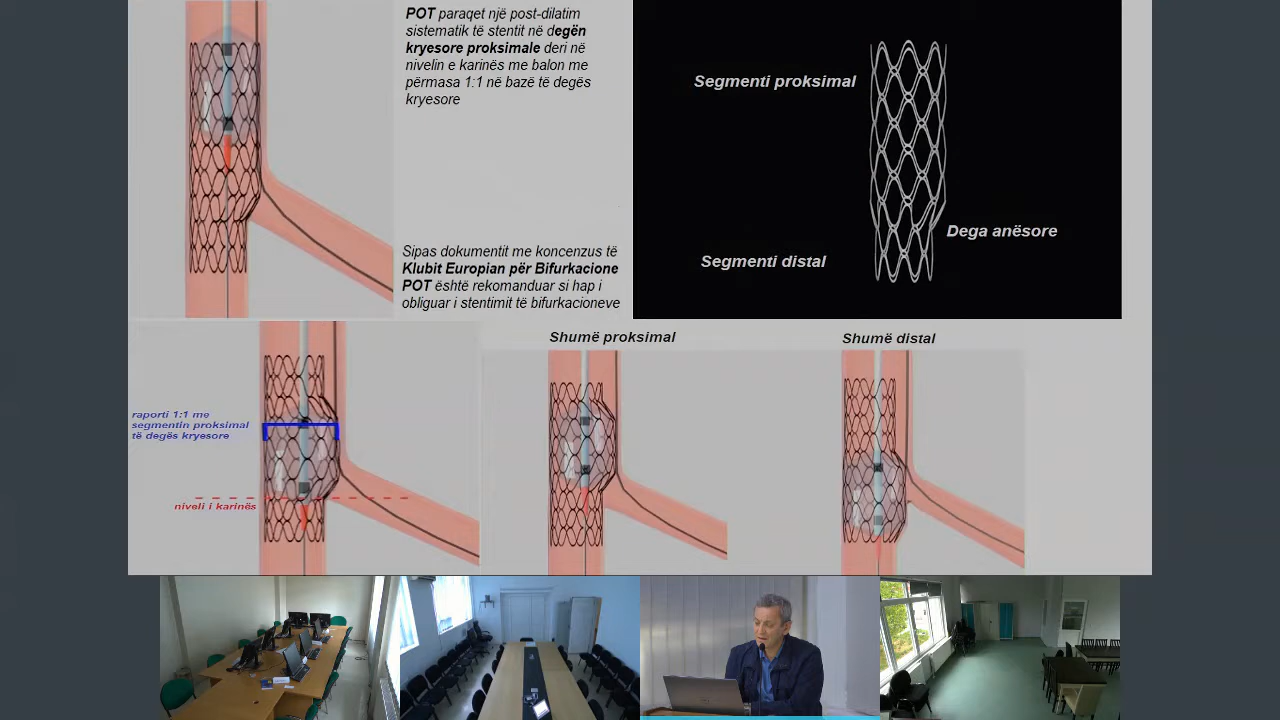 POT paraqet një post-dilatim
sistematik të stentit në degën
kryesore proksimale deri në
nivelin e karinës me balon me
përmasa 1:1 në bazë të degës
kryesore
Sipas dokumentit me koncenzus të
Klubit Europian për Bifurkacione
POT është rekomanduar si hap i
obliguar i stentimit të bifurkacioneve
Segmenti proksimal
Dega anësore
Segmenti distal
raporti 1:1 me
segmentin proksimal
të degës kryesore
niveli i karinës
Shumë proksimal
Shumë distal